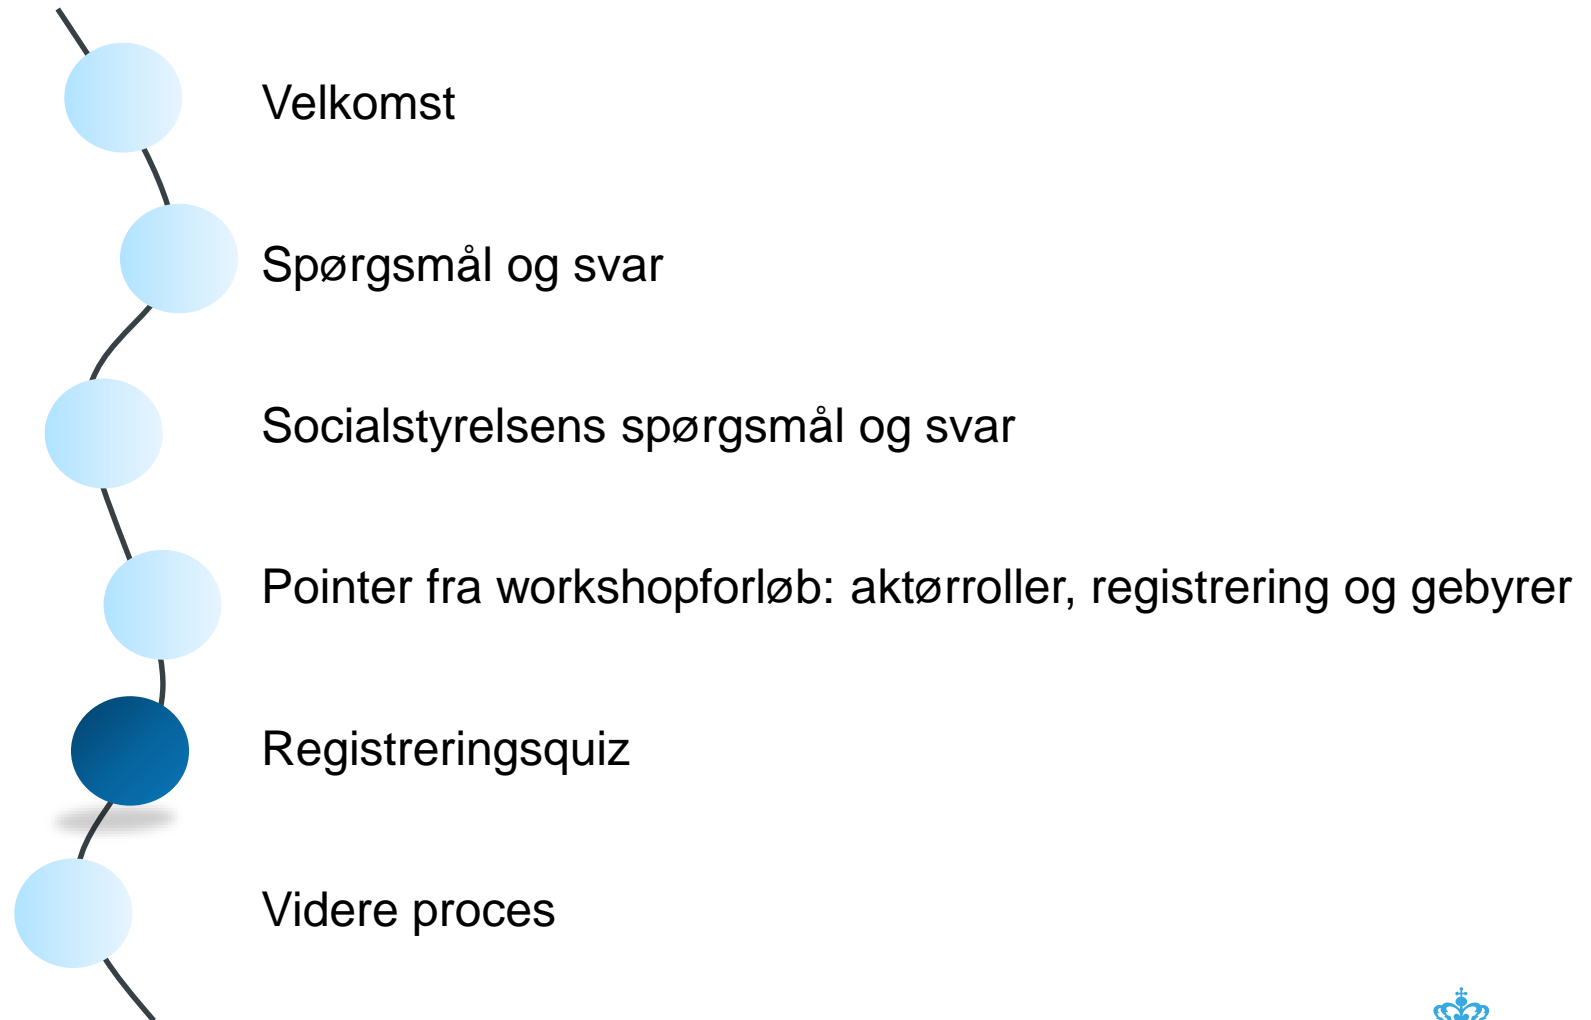 Velkomst
Spørgsmål og svar
Socialstyrelsens spørgsmål og svar
Pointer fra workshopforløb: aktørroller, registrering og gebyrer
Registreringsquiz
Videre proces